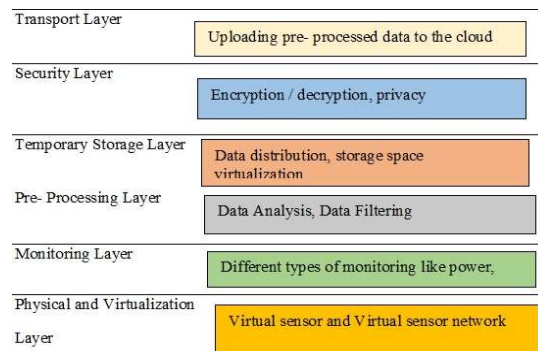 Transport Layer
Uploading pre- processed data to the cloud
Security Layer
Encryption / decryption, privacy
Temporary Storage Layer
Data distribution, storage space
virtualization
Pre- Processing Layer
Data Analysis, Data Filtering
Monitoring Layer
Different types of monitoring like power,
Physical and Virtualization
Layer
Virtual sensor and Virtual sensor network